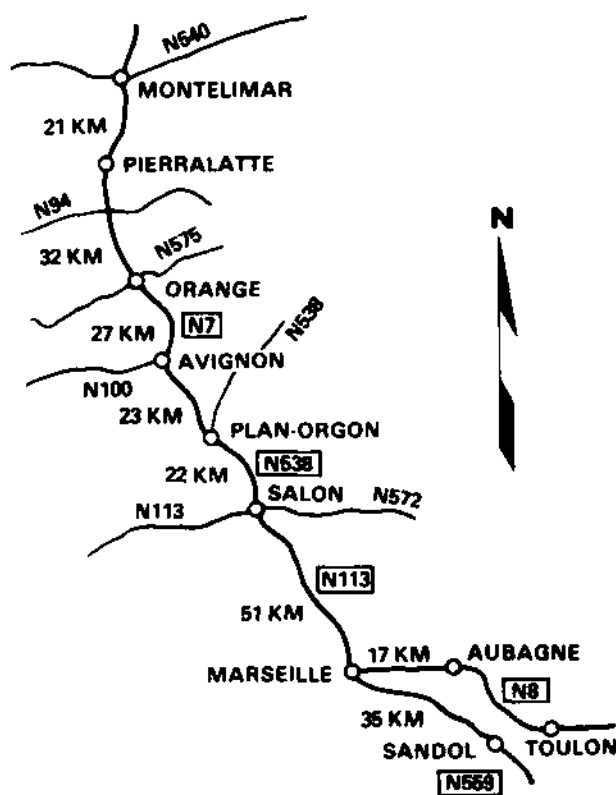 N540
MONTELIMAR
21 KM
PIERRALATTE
N94
N575
32 KM
ORANGE
N7
N538
27 KM
AVIGNON
N100
23 KM
PLAN-ORGON
N538
22 KM
SALON
N572
N113
N113
51 KM
MARSEILLE
17 KM
AUBAGNE
N8
35 KM
SANDOL
TOULON
N559
N